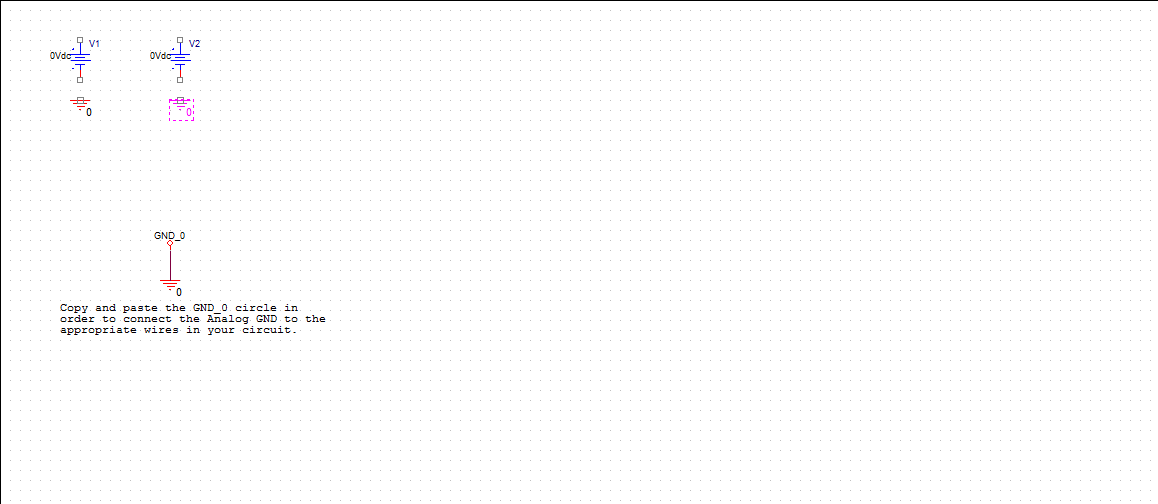 V1
0Vdc
V2
0Vdc
0
0
GND_0
0
Copy and paste the GND_0 circle in
order to connect the Analog GND to the
appropriate wires in your circuit.